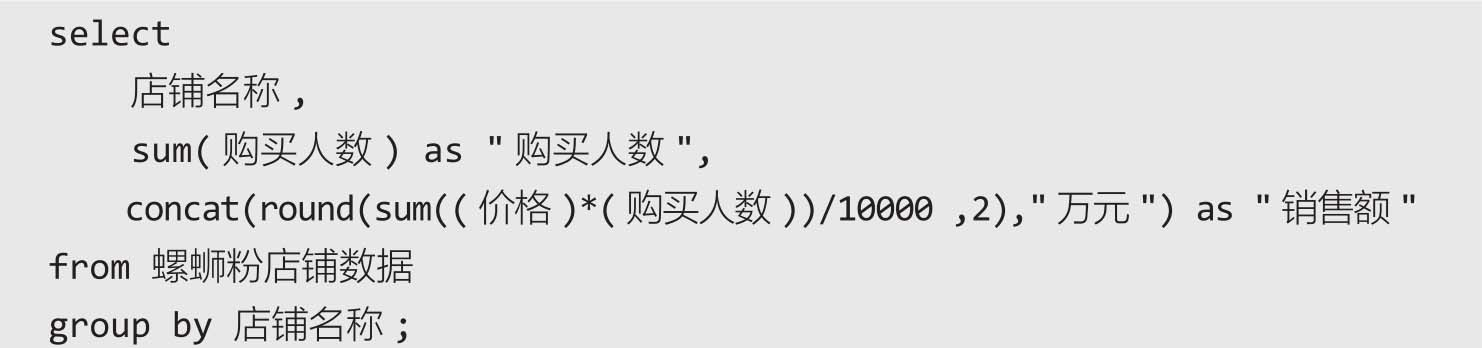 select
店铺名称 ,
sum( 购买人数 ) as " 购买人数 ",
concat(round(sum(( 价格 )*( 购买人数 ))/10000 ,2)," 万元 ") as " 销售额 "
from 螺蛳粉店铺数据
group by 店铺名称 ;